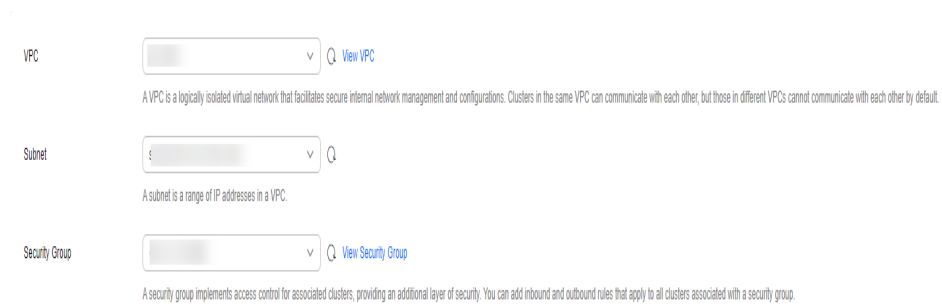 VPC
View VPC
A VPC is a logically isolated virtual network that facilitates secure internal network management and configurations. Clusters in the same VPC can communicate with each other, but those in different VPCs cannot communicate with each other by default.
Subnet
A subnet is a range of IP addresses in a VPC.
Security Group
View Security Group
A security group implements access control for associated clusters, providing an additional layer of security. You can add inbound and outbound rules that apply to all clusters associated with a security group.